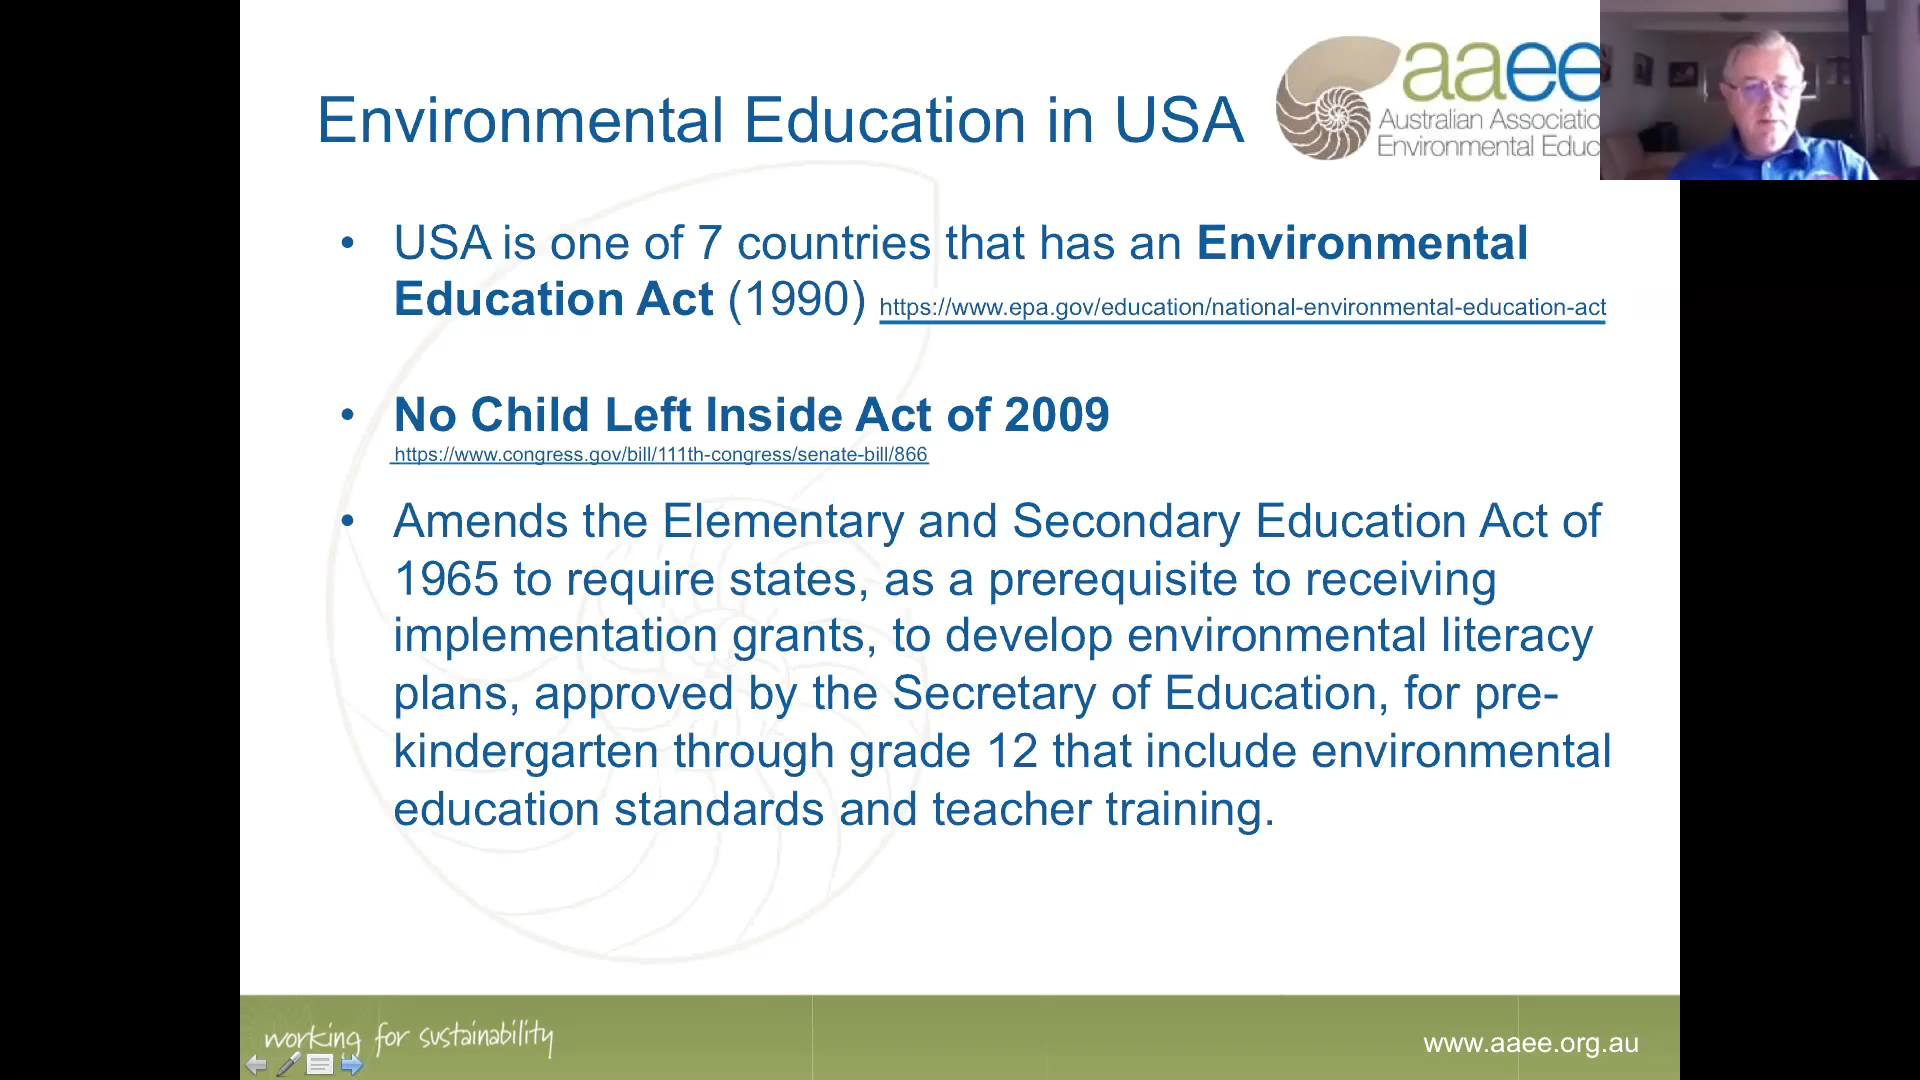 Environmental Education in USA
aaee
Australian Associatio
Environmental Educ
• USA is one of 7 countries that has an Environmental
Education Act (1990) https://www.epa.gov/education/national-environmental-education-act
• No Child Left Inside Act of 2009
https://www.congress.gov/bill/111th-congress/senate-bill/866
• Amends the Elementary and Secondary Education Act of
1965 to require states, as a prerequisite to receiving
implementation grants, to develop environmental literacy
plans, approved by the Secretary of Education, for pre-
kindergarten through grade 12 that include environmental
education standards and teacher training.
working for sustainability
www.aaee.org.au